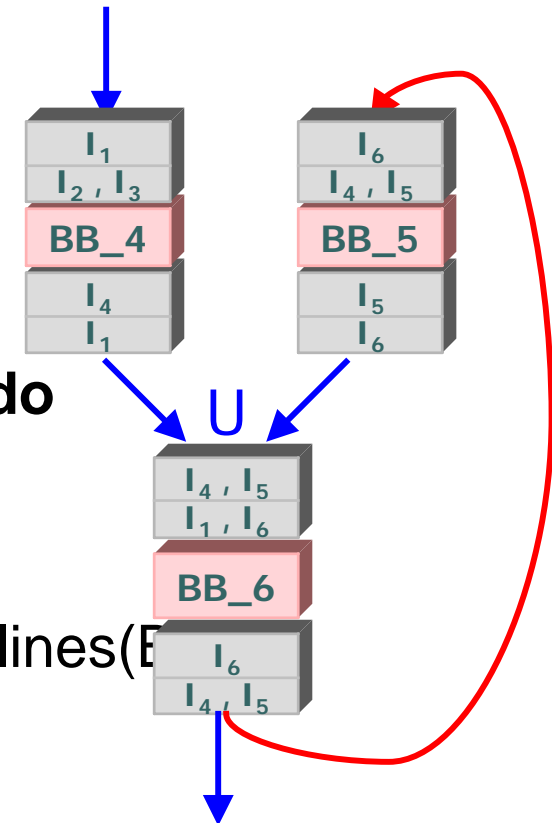 I₁
I₂ , I₃
BB_4
I₄
I₁
I₆
I₄ , I₅
BB_5
I₅
I₆
do
U
I₄ , I₅
I₁ , I₆
BB_6
lines(
I₆
I₄ , I₅